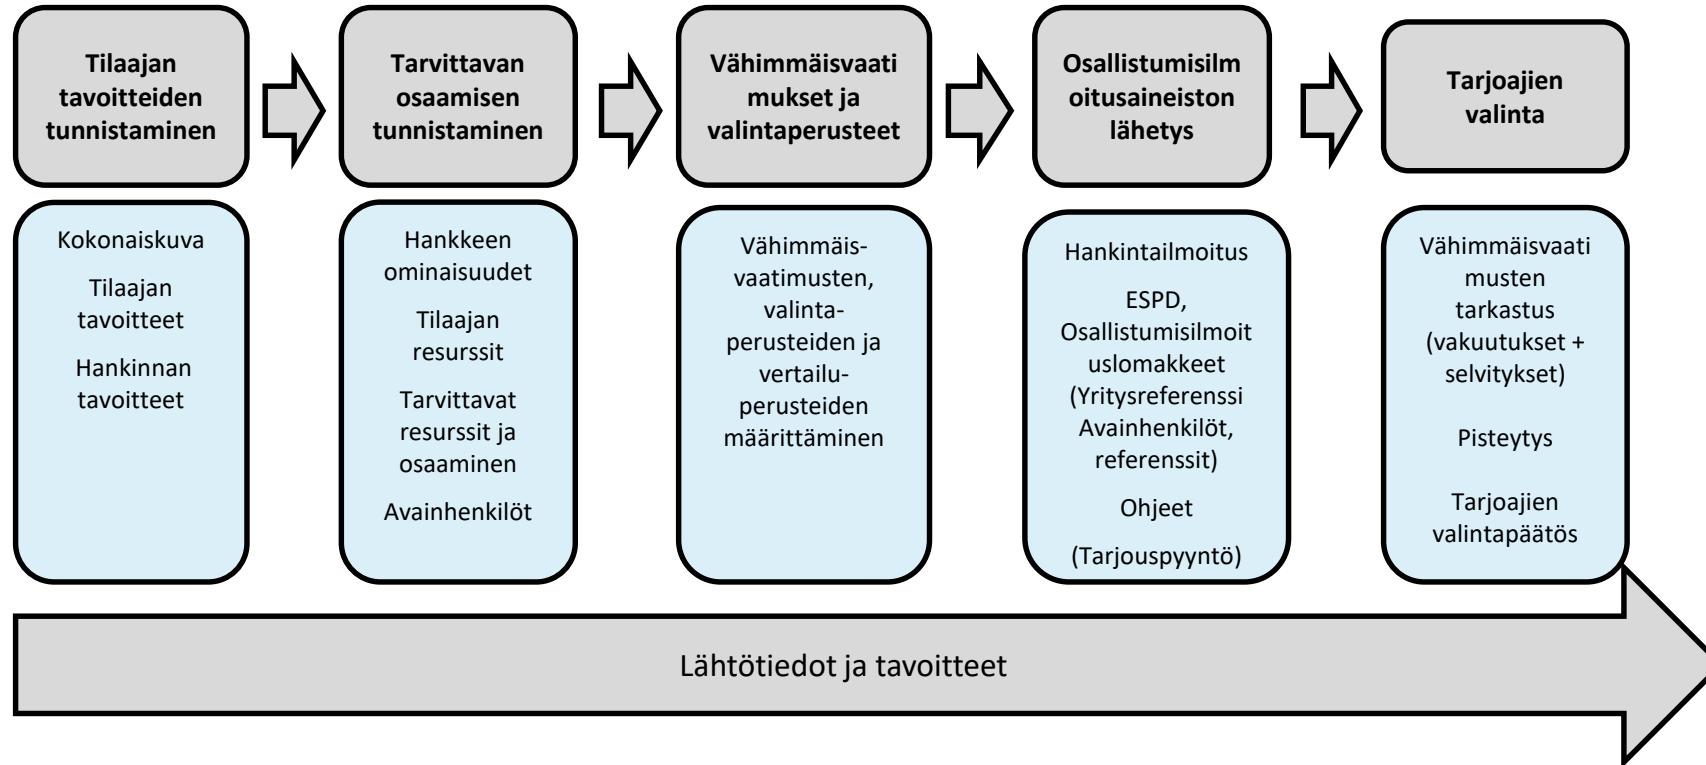 Tilaajan
tavoitteiden
tunnistaminen
Tarvittavan
osaamisen
tunnistaminen
Vähimmäisvaati
mukset ja
valintaperusteet
Osallistumisilm
oitusaineiston
lähetys
Tarjoajien
valinta
Kokonaiskuva
Tilaajan
tavoitteet
Hankinnan
tavoitteet
Hankkeen
ominaisuudet
Tilaajan
resurssit
Tarvittavat
resurssit ja
osaaminen
Avainhenkilöt
Vähimmäis-
vaatimusten,
valinta-
perusteiden ja
vertailu-
perusteiden
määrittäminen
Hankintailmoitus
ESPD,
Osallistumisilmoit
uslomakkeet
(Yritysreferenssi
Avainhenkilöt,
referenssit)
Ohjeet
(Tarjouspyyntö)
Vähimmäisvaati
musten
tarkastus
(vakuutukset +
selvitykset)
Pisteytys
Tarjoajien
valintapäätös
Lähtötiedot ja tavoitteet